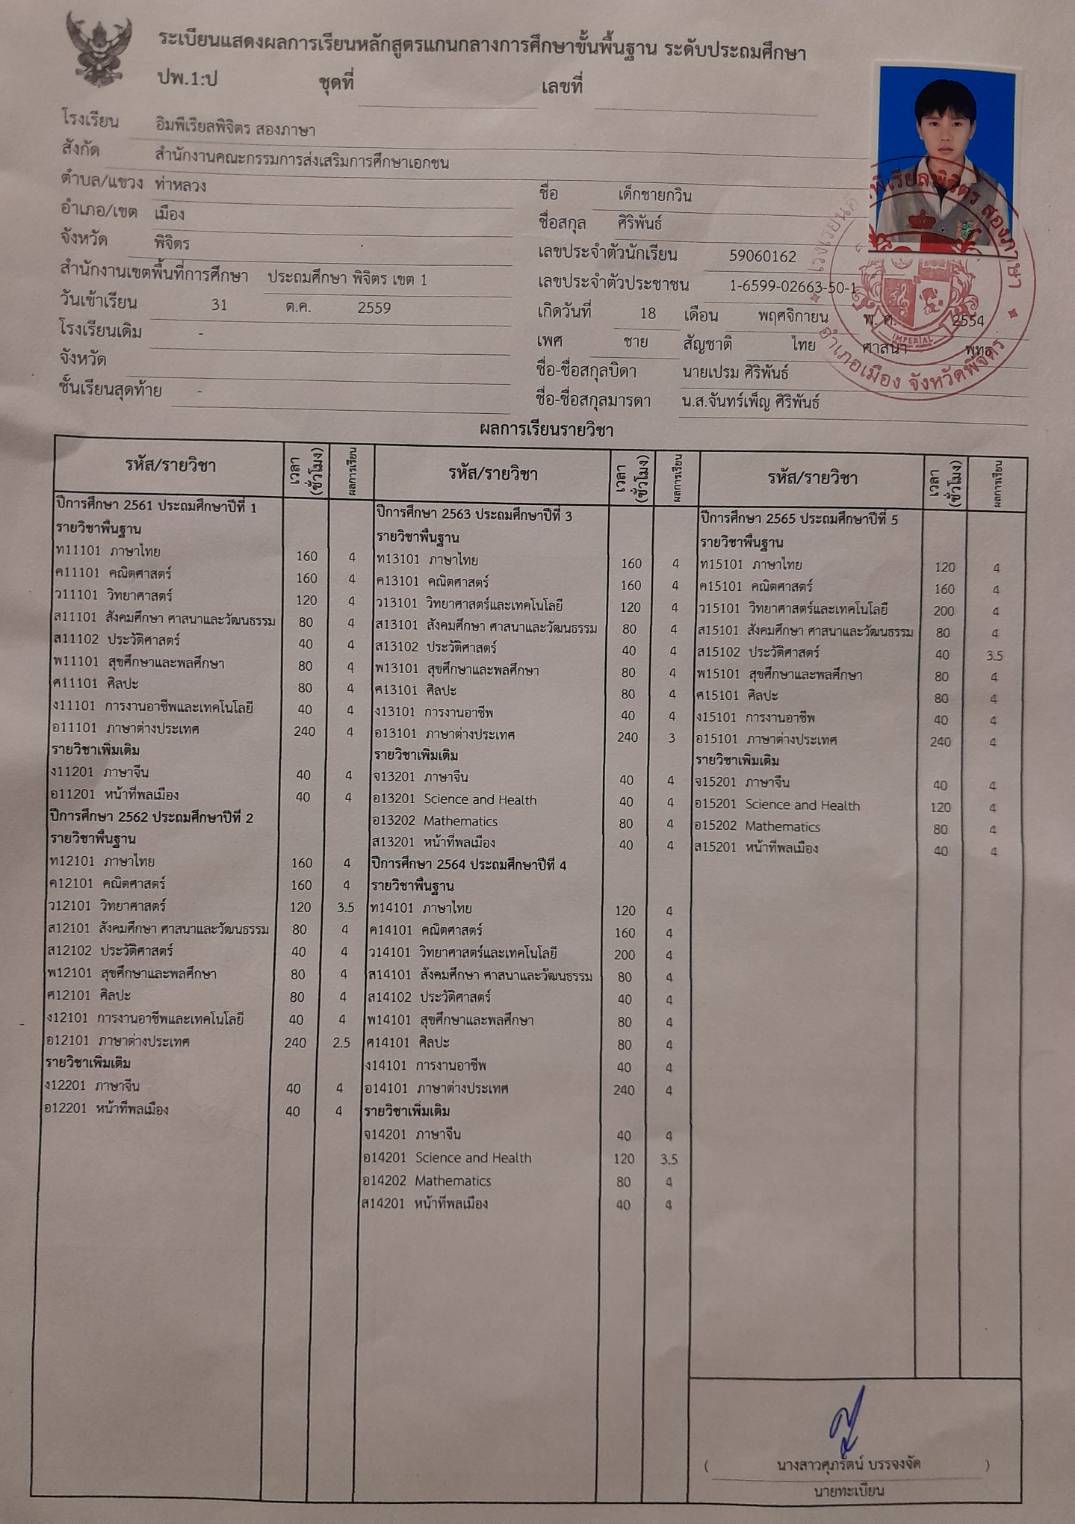 ระเบียนแสดงผลการเรียนหลักสูตรแกนกลางการศึกษาขั้นพื้นฐาน ระดับประถมศึกษา
ปพ.1:ป ชุดที่ เลขที่
โรงเรียน อิมพีเรียลพิจิตร สองภาษา
สังกัด สำนักงานคณะกรรมการส่งเสริมการศึกษาเอกชน
ตำบล/แขวง ท่าหลวง
อำเภอ/เขต เมือง
จังหวัด พิจิตร
สำนักงานเขตพื้นที่การศึกษา ประถมศึกษา พิจิตร เขต 1
วันเข้าเรียน 31 ต.ค. 2559
โรงเรียนเดิม -
จังหวัด
ชั้นเรียนสุดท้าย -
ชื่อ เด็กชายกวิน
ชื่อสกุล ศิริพันธ์
เลขประจำตัวนักเรียน 59060162
เลขประจำตัวประชาชน 1-6599-02663-50-1
เกิดวันที่ 18 เดือน พฤศจิกายน พ.ศ. 2554
เพศ ชาย สัญชาติ ไทย ศาสนา พุทธ
ชื่อ-ชื่อสกุลบิดา นายเปรม ศิริพันธ์
ชื่อ-ชื่อสกุลมารดา น.ส.จันทร์เพ็ญ ศิริพันธ์
โรงเรียนอิมพีเรียลพิจิตร สองภาษา
IMPERIAL
อำเภอเมือง จังหวัดพิจิตร
ผลการเรียนรายวิชา
รหัส/รายวิชา เวลา (ชั่วโมง) ผลการเรียน
ปีการศึกษา 2561 ประถมศึกษาปีที่ 1
รายวิชาพื้นฐาน
ท11101 ภาษาไทย 160 4
ค11101 คณิตศาสตร์ 160 4
ว11101 วิทยาศาสตร์ 120 4
ส11101 สังคมศึกษา ศาสนาและวัฒนธรรม 80 4
ส11102 ประวัติศาสตร์ 40 4
พ11101 สุขศึกษาและพลศึกษา 80 4
ศ11101 ศิลปะ 80 4
ง11101 การงานอาชีพและเทคโนโลยี 40 4
อ11101 ภาษาต่างประเทศ 240 4
รายวิชาเพิ่มเติม
ง11201 ภาษาจีน 40 4
อ11201 หน้าที่พลเมือง 40 4
ปีการศึกษา 2562 ประถมศึกษาปีที่ 2
รายวิชาพื้นฐาน
ท12101 ภาษาไทย 160 4
ค12101 คณิตศาสตร์ 160 4
ว12101 วิทยาศาสตร์ 120 3.5
ส12101 สังคมศึกษา ศาสนาและวัฒนธรรม 80 4
ส12102 ประวัติศาสตร์ 40 4
พ12101 สุขศึกษาและพลศึกษา 80 4
ศ12101 ศิลปะ 80 4
ง12101 การงานอาชีพและเทคโนโลยี 40 4
อ12101 ภาษาต่างประเทศ 240 2.5
รายวิชาเพิ่มเติม
ง12201 ภาษาจีน 40 4
อ12201 หน้าที่พลเมือง 40 4
รหัส/รายวิชา เวลา (ชั่วโมง) ผลการเรียน
ปีการศึกษา 2563 ประถมศึกษาปีที่ 3
รายวิชาพื้นฐาน
ท13101 ภาษาไทย 160 4
ค13101 คณิตศาสตร์ 160 4
ว13101 วิทยาศาสตร์และเทคโนโลยี 120 4
ส13101 สังคมศึกษา ศาสนาและวัฒนธรรม 80 4
ส13102 ประวัติศาสตร์ 40 4
พ13101 สุขศึกษาและพลศึกษา 80 4
ศ13101 ศิลปะ 80 4
ง13101 การงานอาชีพ 40 4
อ13101 ภาษาต่างประเทศ 240 3
รายวิชาเพิ่มเติม
จ13201 ภาษาจีน 40 4
อ13201 Science and Health 40 4
อ13202 Mathematics 80 4
ส13201 หน้าที่พลเมือง 40 4
ปีการศึกษา 2564 ประถมศึกษาปีที่ 4
รายวิชาพื้นฐาน
ท14101 ภาษาไทย 120 4
ค14101 คณิตศาสตร์ 160 4
ว14101 วิทยาศาสตร์และเทคโนโลยี 200 4
ส14101 สังคมศึกษา ศาสนาและวัฒนธรรม 80 4
ส14102 ประวัติศาสตร์ 40 4
พ14101 สุขศึกษาและพลศึกษา 80 4
ศ14101 ศิลปะ 80 4
ง14101 การงานอาชีพ 40 4
อ14101 ภาษาต่างประเทศ 240 4
รายวิชาเพิ่มเติม
จ14201 ภาษาจีน 40 4
อ14201 Science and Health 120 3.5
อ14202 Mathematics 80 4
ส14201 หน้าที่พลเมือง 40 4
รหัส/รายวิชา เวลา (ชั่วโมง) ผลการเรียน
ปีการศึกษา 2565 ประถมศึกษาปีที่ 5
รายวิชาพื้นฐาน
ท15101 ภาษาไทย 120 4
ค15101 คณิตศาสตร์ 160 4
ว15101 วิทยาศาสตร์และเทคโนโลยี 200 4
ส15101 สังคมศึกษา ศาสนาและวัฒนธรรม 80 4
ส15102 ประวัติศาสตร์ 40 3.5
พ15101 สุขศึกษาและพลศึกษา 80 4
ศ15101 ศิลปะ 80 4
ง15101 การงานอาชีพ 40 4
อ15101 ภาษาต่างประเทศ 240 4
รายวิชาเพิ่มเติม
จ15201 ภาษาจีน 40 4
อ15201 Science and Health 120 4
อ15202 Mathematics 80 4
ส15201 หน้าที่พลเมือง 40 4
( นางสาวศุภรัตน์ บรรจงจัด )
นายทะเบียน